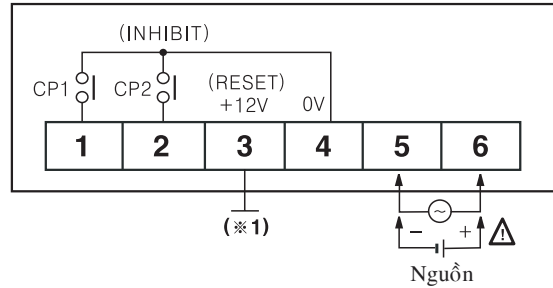 (INHIBIT)
CP1 CP2 (RESET)
+12V 0V
1 2 3 4 5 6
(※1)
− +
Nguồn